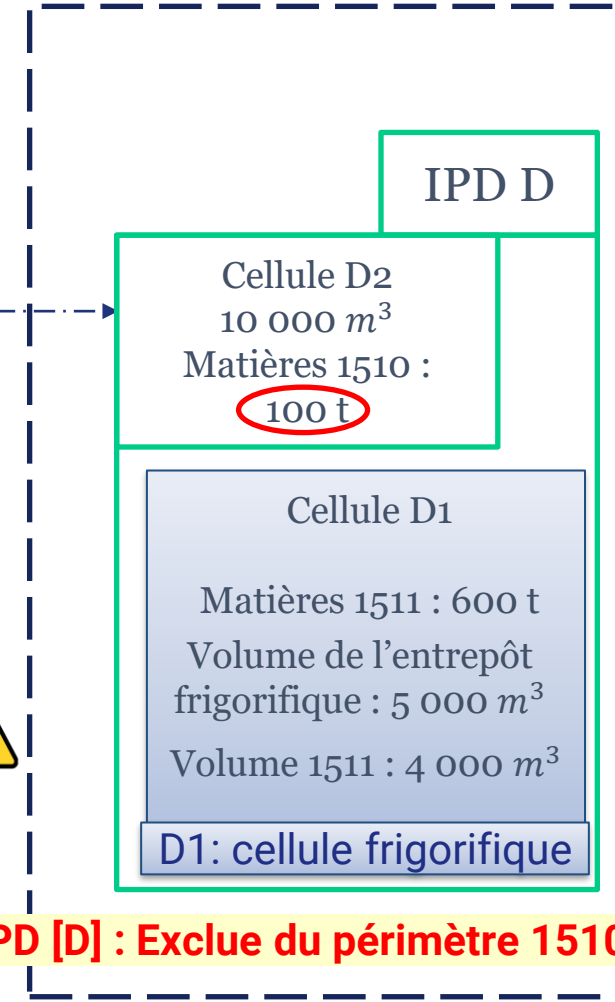 IPD D
Cellule D2
10 000 m³
Matières 1510 :
100 t
Cellule D1
Matières 1511 : 600 t
Volume de l’entrepôt
frigorifique : 5 000 m³
Volume 1511 : 4 000 m³
D1: cellule frigorifique
PD [D] : Exclue du périmètre 1510